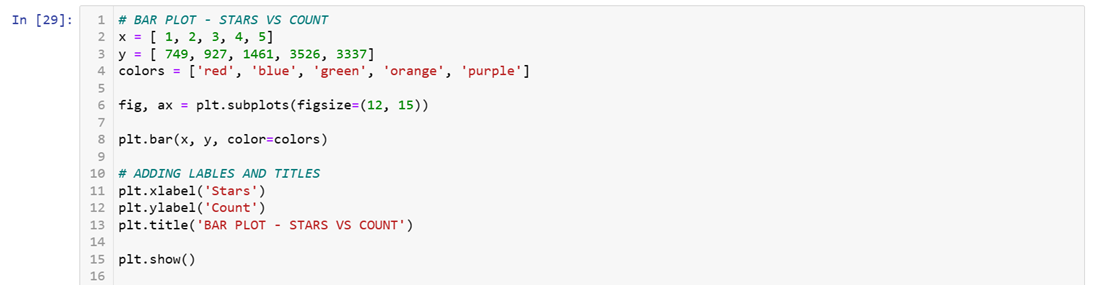 In [29]:
1 # BAR PLOT - STARS VS COUNT
2 x = [ 1, 2, 3, 4, 5]
3 y = [ 749, 927, 1461, 3526, 3337]
4 colors = ['red', 'blue', 'green', 'orange', 'purple']
5
6 fig, ax = plt.subplots(figsize=(12, 15))
7
8 plt.bar(x, y, color=colors)
9
10 # ADDING LABLES AND TITLES
11 plt.xlabel('Stars')
12 plt.ylabel('Count')
13 plt.title('BAR PLOT - STARS VS COUNT')
14
15 plt.show()
16